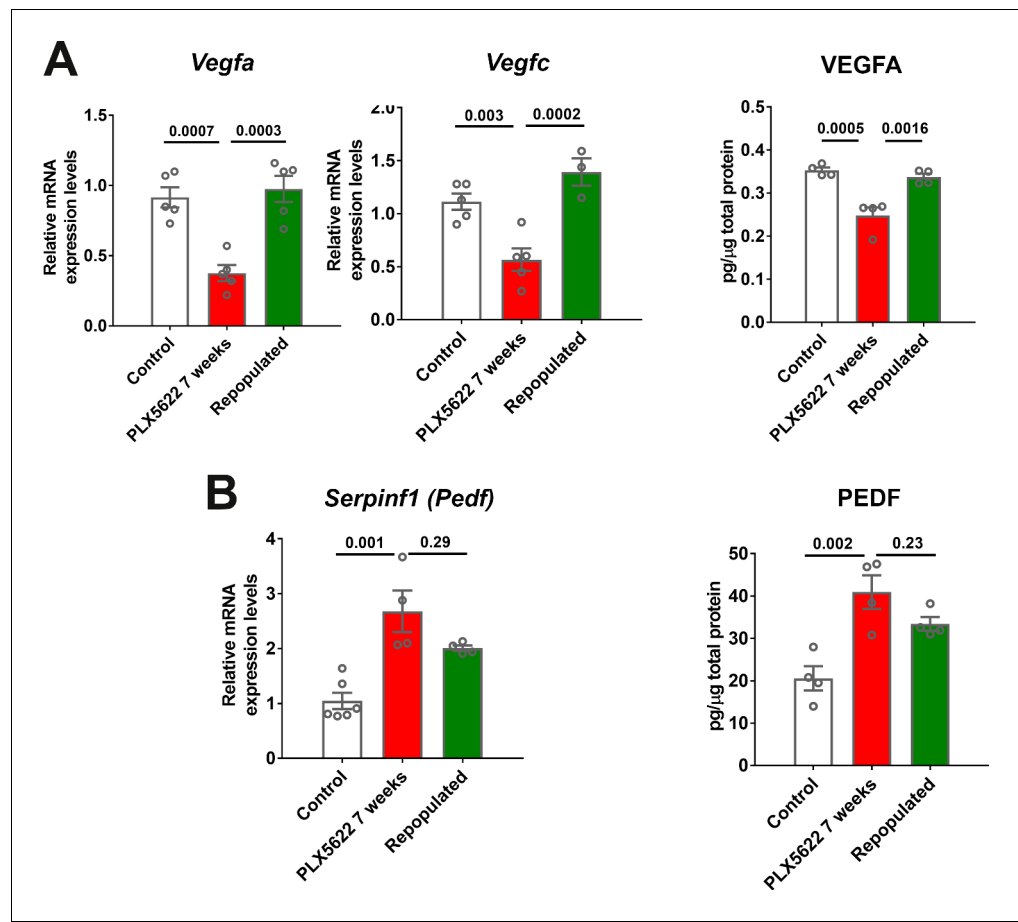 A
Vegfa
Relative mRNA
expression levels
1.5
1.0
0.5
0.0
0.0007
0.0003
Control
PLX5622 7 weeks
Repopulated
Vegfc
Relative mRNA
expression levels
2.0
1.5
1.0
0.5
0.0
0.003
0.0002
Control
PLX5622 7 weeks
Repopulated
VEGFA
pg/µg total protein
0.5
0.4
0.3
0.2
0.1
0.0
0.0005
0.0016
Control
PLX5622 7 weeks
Repopulated
B
Serpinf1 (Pedf)
Relative mRNA
expression levels
4
3
2
1
0
0.001
0.29
Control
PLX5622 7 weeks
Repopulated
PEDF
pg/µg total protein
50
40
30
20
10
0
0.002
0.23
Control
PLX5622 7 weeks
Repopulated